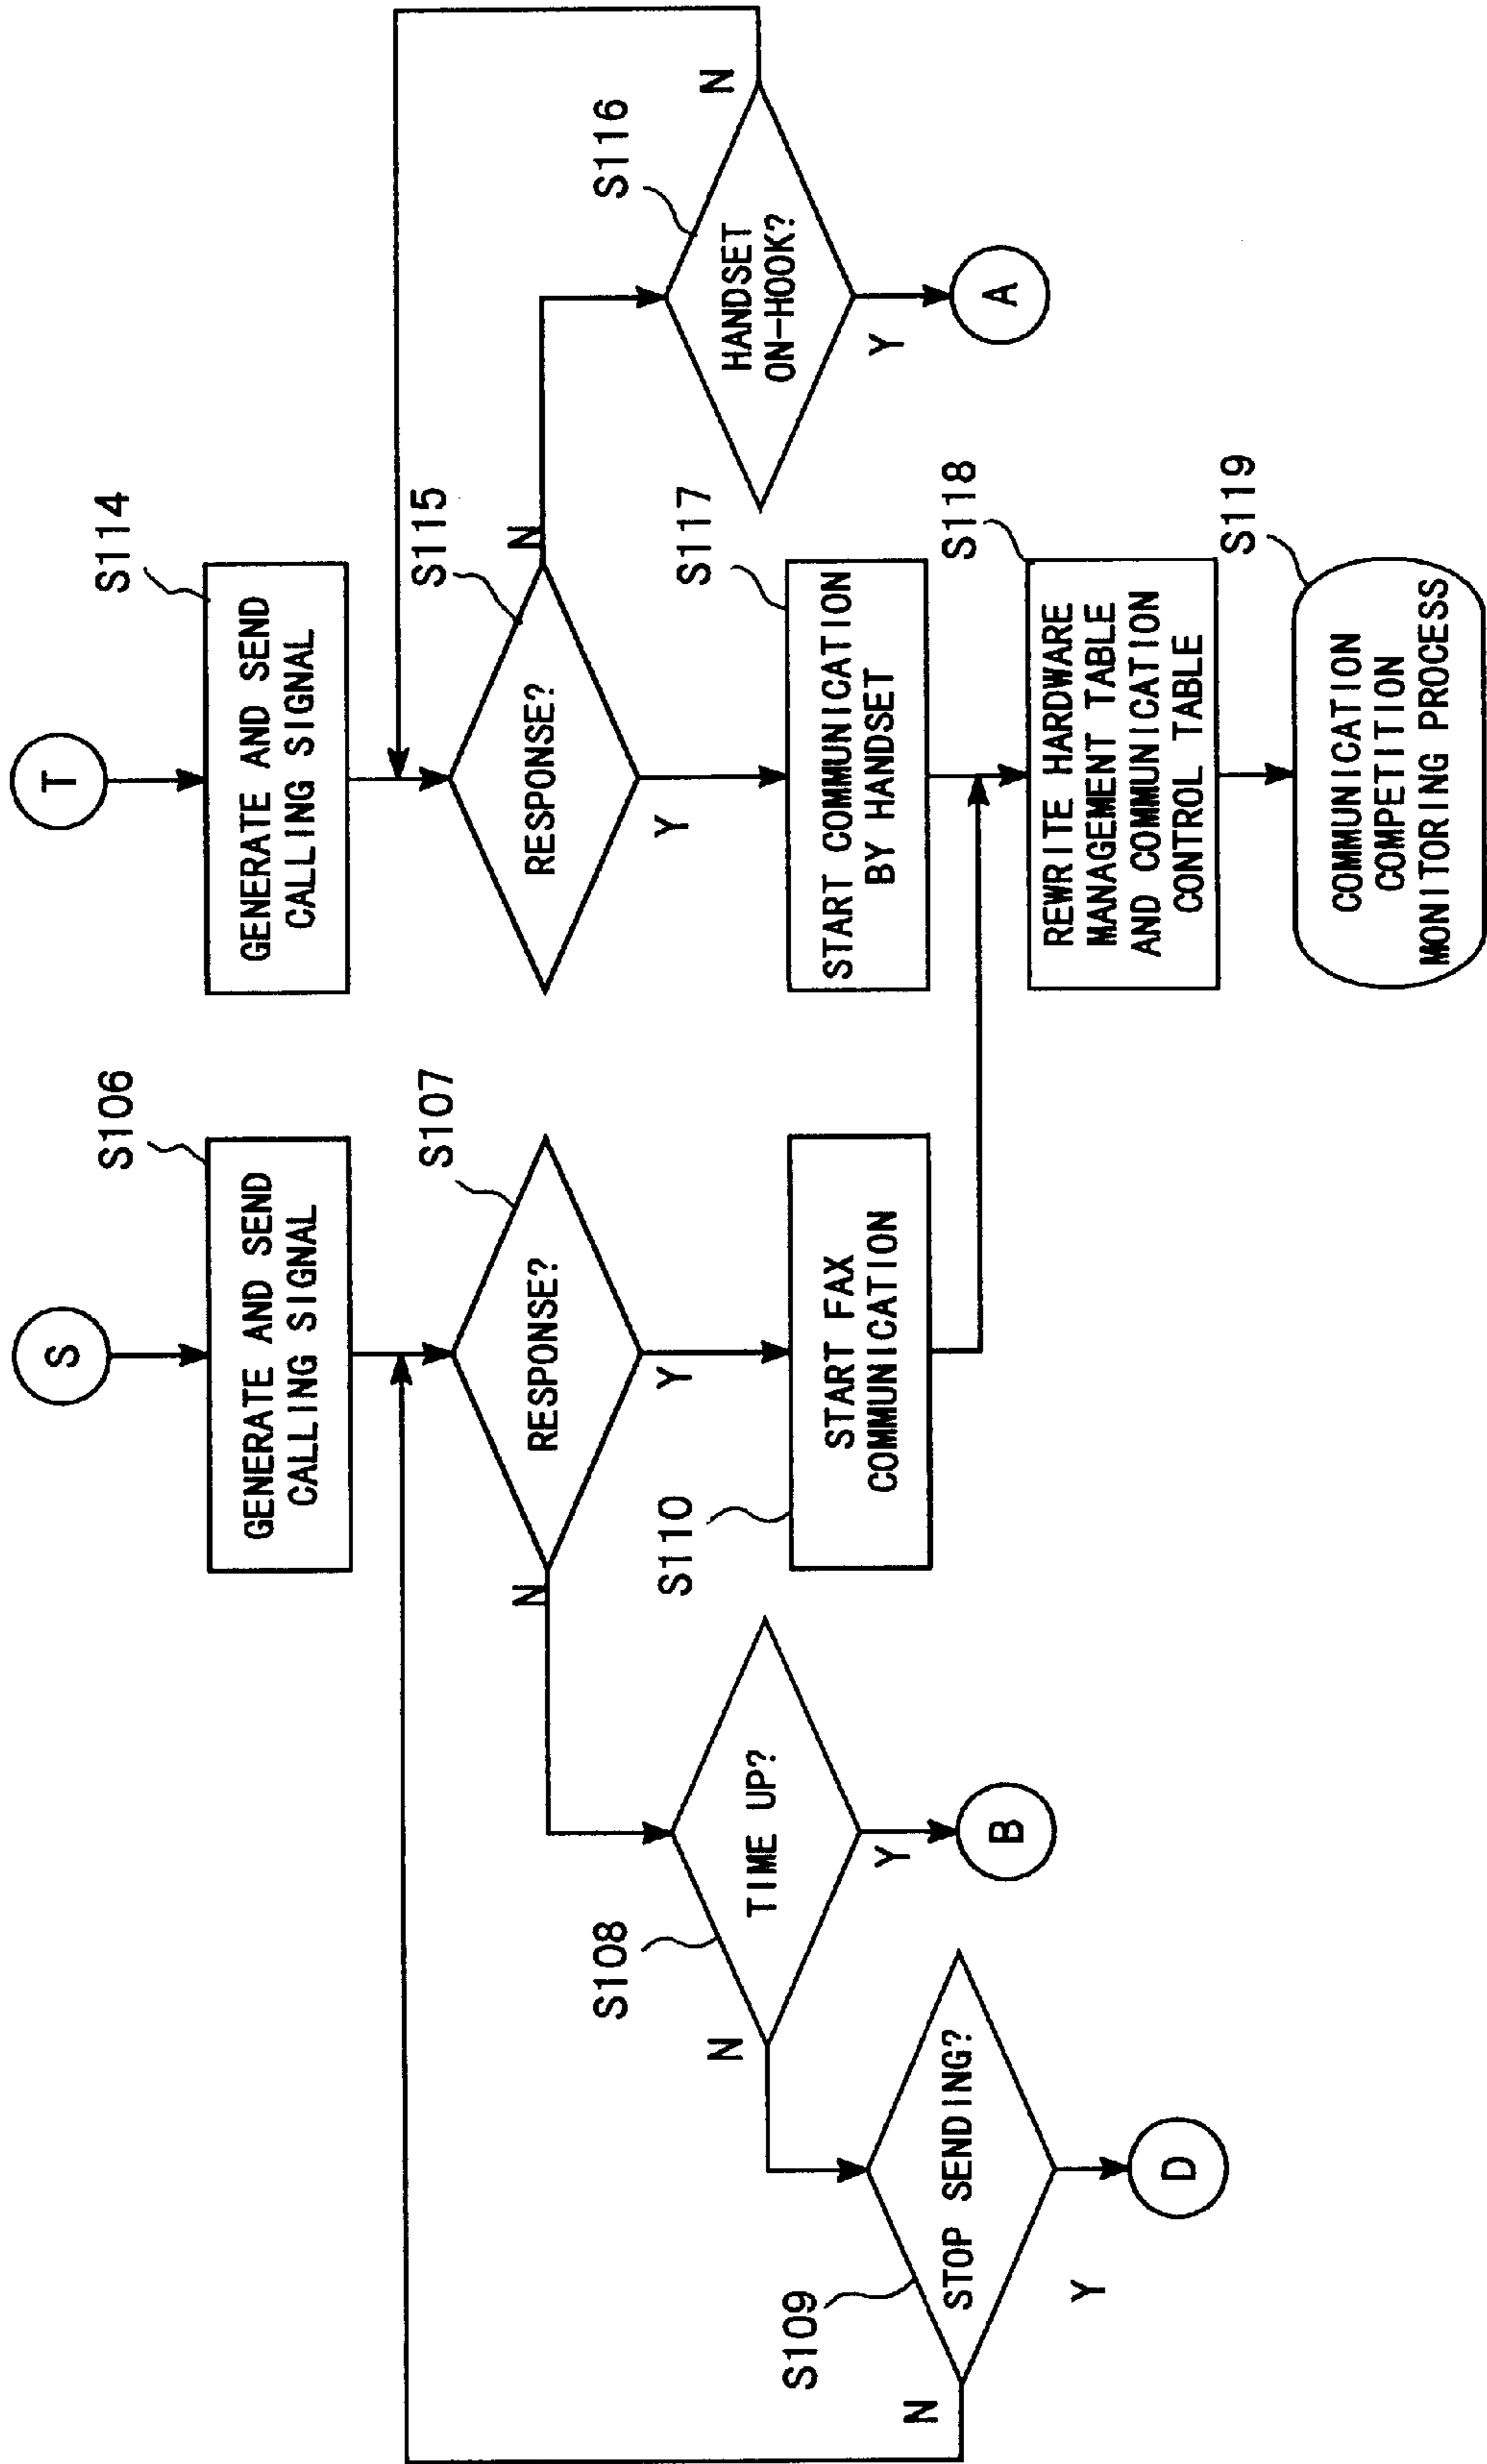 S
S106
GENERATE AND SEND
CALLING SIGNAL
S107
RESPONSE?
N
Y
S108
TIME UP?
N
Y
B
S109
STOP SENDING?
N
Y
D
S110
START FAX
COMMUNICATION
T
S114
GENERATE AND SEND
CALLING SIGNAL
S115
RESPONSE?
N
Y
S116
HANDSET
ON-HOOK?
N
Y
A
S117
START COMMUNICATION
BY HANDSET
S118
REWRITE HARDWARE
MANAGEMENT TABLE
AND COMMUNICATION
CONTROL TABLE
S119
COMMUNICATION
COMPETITION
MONITORING PROCESS